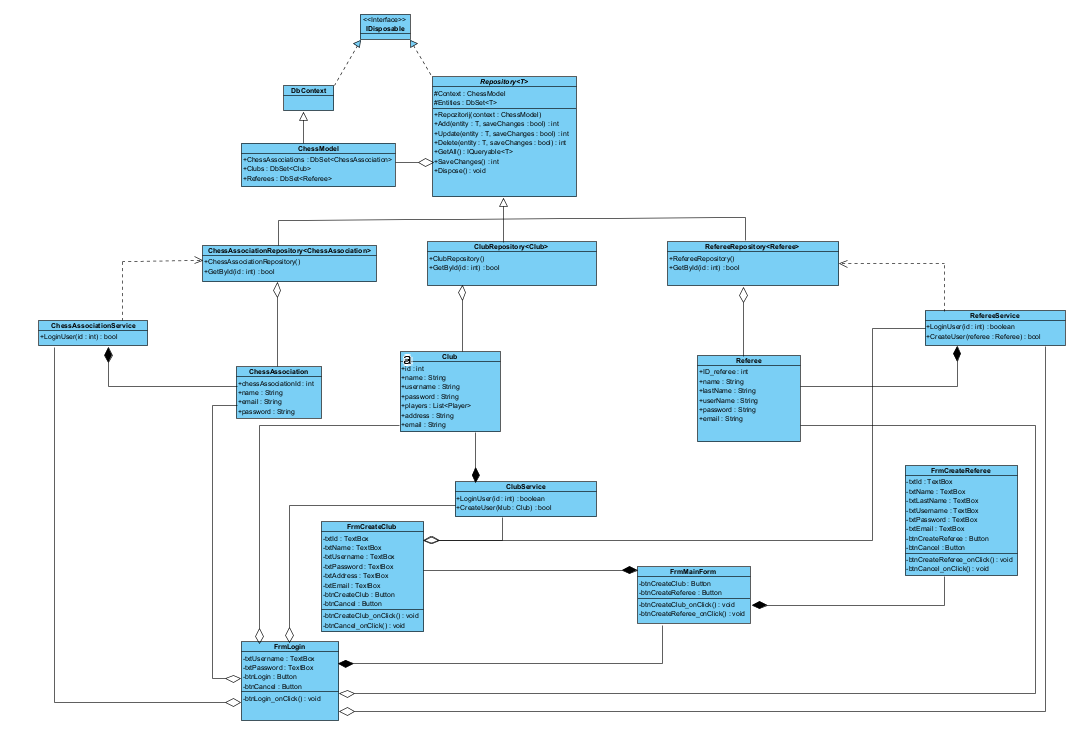 <<Interface>>
IDisposable
DbContext
Repository<T>
#Context : ChessModel
#Entities : DbSet<T>
+Repozitorij(context : ChessModel)
+Add(entity : T, saveChanges : bool) : int
+Update(entity : T, saveChanges : bool) : int
+Delete(entity : T, saveChanges : bool) : int
+GetAll() : IQueryable<T>
+SaveChanges() : int
+Dispose() : void
ChessModel
+ChessAssociations : DbSet<ChessAssociation>
+Clubs : DbSet<Club>
+Referees : DbSet<Referee>
ChessAssociationRepository<ChessAssociation>
+ChessAssociationRepository()
+GetById(id : int) : bool
ClubRepository<Club>
+ClubRepository()
+GetById(id : int) : bool
RefereeRepository<Referee>
+RefereeRepository()
+GetById(id : int) : bool
ChessAssociationService
+LoginUser(id : int) : bool
RefereeService
+LoginUser(id : int) : boolean
+CreateUser(referee : Referee) : bool
ChessAssociation
+chessAssociationId : int
+name : String
+email : String
+password : String
a
Club
+id : int
+name : String
+username : String
+password : String
+players : List<Player>
+address : String
+email : String
Referee
+ID_referee : int
+name : String
+lastName : String
+userName : String
+password : String
+email : String
ClubService
+LoginUser(id : int) : boolean
+CreateUser(klub : Club) : bool
FrmCreateReferee
-txtId : TextBox
-txtName : TextBox
-txtLastName : TextBox
-txtUsername : TextBox
-txtPassword : TextBox
-txtEmail : TextBox
-btnCreateReferee : Button
-btnCancel : Button
-btnCreateReferee_onClick() : void
-btnCancel_onClick() : void
FrmCreateClub
-txtId : TextBox
-txtName : TextBox
-txtUsername : TextBox
-txtPassword : TextBox
-txtAddress : TextBox
-txtEmail : TextBox
-btnCreateClub : Button
-btnCancel : Button
-btnCreateClub_onClick() : void
-btnCancel_onClick() : void
FrmMainForm
-btnCreateClub : Button
-btnCreateReferee : Button
-btnCreateClub_onClick() : void
-btnCreateReferee_onClick() : void
FrmLogin
-txtUsername : TextBox
-txtPassword : TextBox
-btnLogin : Button
-btnCancel : Button
-btnLogin_onClick() : void